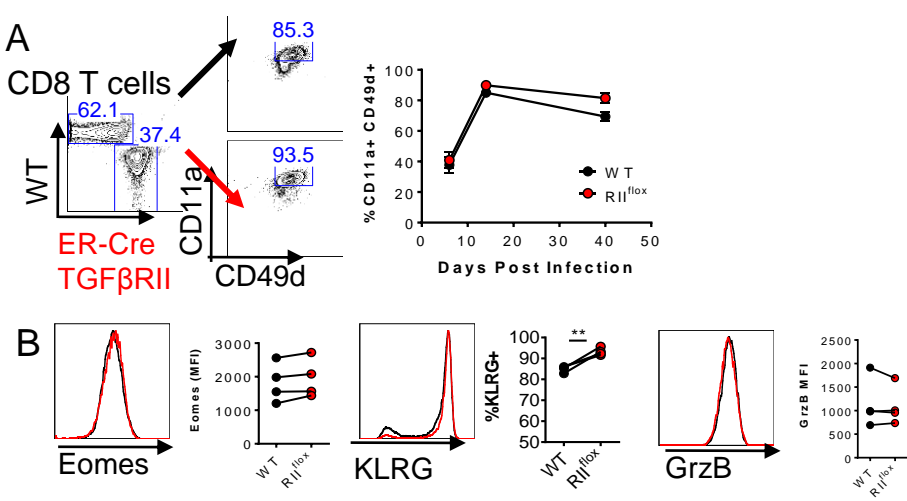 A
CD8 T cells
62.1
37.4
WT
ER-Cre
TGFβRII
85.3
93.5
CD11a
CD49d
%CD11a+ CD49d+
100
80
60
40
20
0
0 10 20 30 40 50
Days Post Infection
WT
RII^flox
B
Eomes
Eomes (MFI)
3000
2000
1000
0
WT
RII^flox
KLRG
%KLRG+
100
90
80
70
60
50
**
WT
RII^flox
GrzB
GrzB MFI
2500
2000
1500
1000
500
0
WT
RII^flox